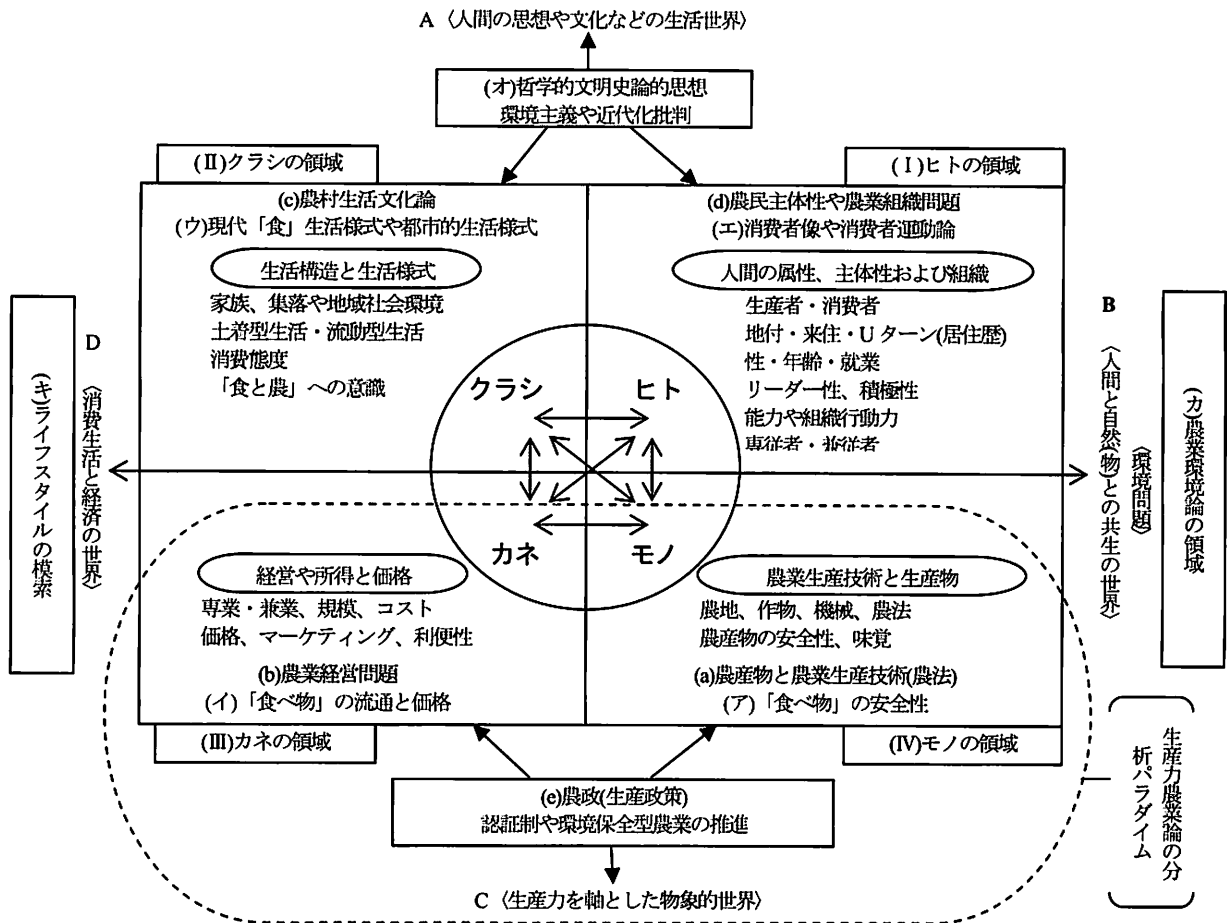 A〈人間の思想や文化などの生活世界〉
(オ)哲学的文明史論的思想
環境主義や近代化批判
(Ⅱ)クラシの領域
(Ⅰ)ヒトの領域
(c)農村生活文化論
(ウ)現代「食」生活様式や都市的生活様式
生活構造と生活様式
家族、集落や地域社会環境
土着型生活・流動型生活
消費態度
「食と農」への意識
(d)農民主体性や農業組織問題
(エ)消費者像や消費者運動論
人間の属性、主体性および組織
生産者・消費者
地付・来住・Uターン(居住歴)
性・年齢・就業
リーダー性、積極性
能力や組織行動力
専従者・兼従者
(キ)ライフスタイルの模索
D
〈消費生活と経済の世界〉
クラシ
ヒト
カネ
モノ
B
〈人間と自然(物)との共生の世界〉
〈環境問題〉
(カ)農業環境論の領域
経営や所得と価格
専業・兼業、規模、コスト
価格、マーケティング、利便性
(b)農業経営問題
(イ)「食べ物」の流通と価格
農業生産技術と生産物
農地、作物、機械、農法
農産物の安全性、味覚
(a)農産物と農業生産技術(農法)
(ア)「食べ物」の安全性
(Ⅲ)カネの領域
(Ⅳ)モノの領域
(e)農政(生産政策)
認証制や環境保全型農業の推進
C〈生産力を軸とした物象的世界〉
生産力農業論の分
析パラダイム